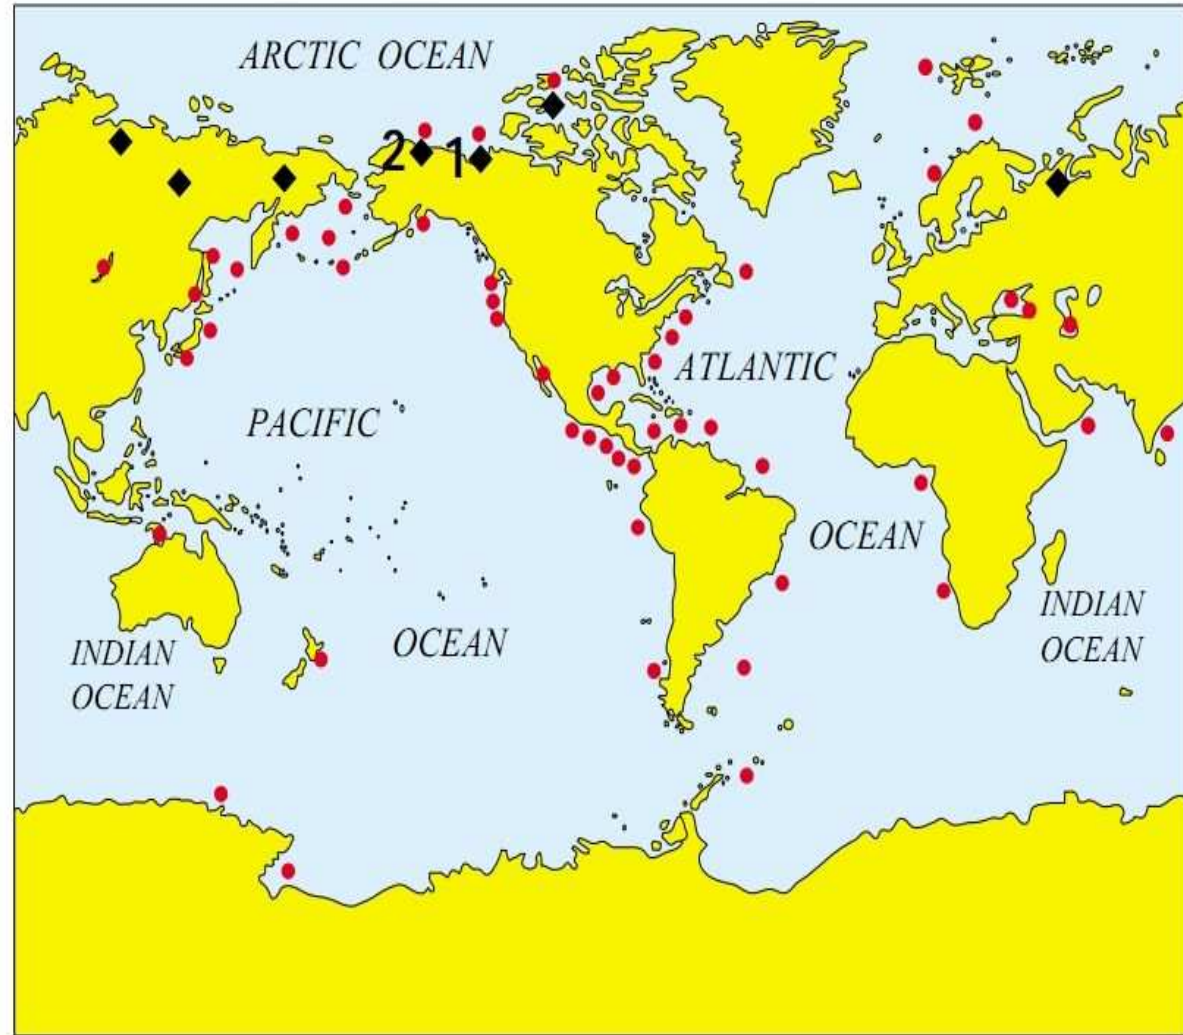 ARCTIC OCEAN
2
1
ATLANTIC
PACIFIC
OCEAN
INDIAN
OCEAN
OCEAN
INDIAN
OCEAN